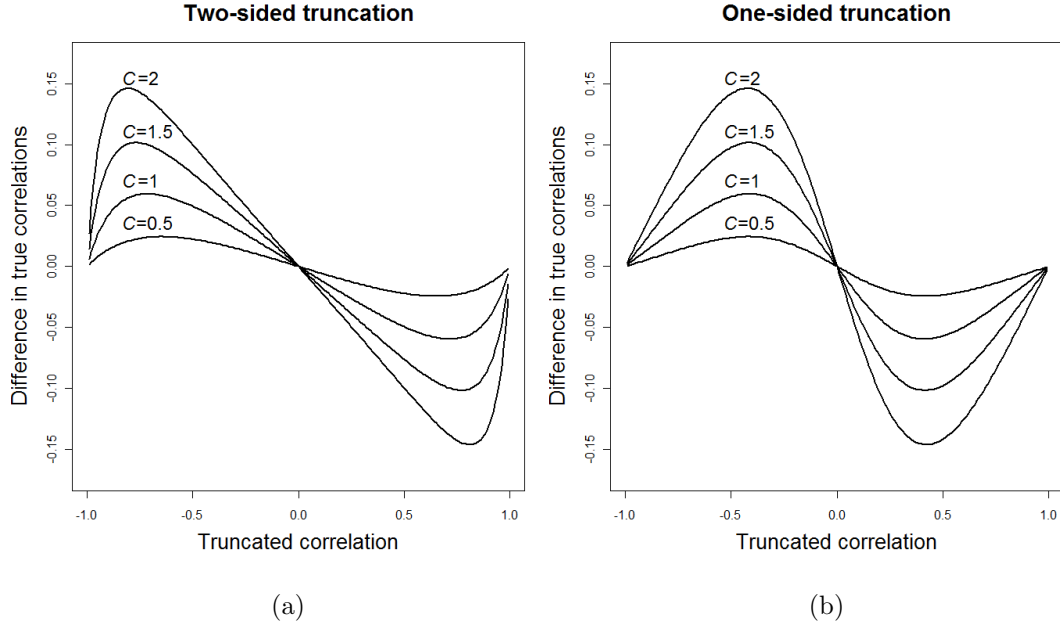 Two-sided truncation
Difference in true correlations
0.15
0.10
0.05
0.00
-0.05
-0.10
-0.15
C=2
C=1.5
C=1
C=0.5
-1.0 -0.5 0.0 0.5 1.0
Truncated correlation
(a)
One-sided truncation
Difference in true correlations
0.15
0.10
0.05
0.00
-0.05
-0.10
-0.15
C=2
C=1.5
C=1
C=0.5
-1.0 -0.5 0.0 0.5 1.0
Truncated correlation
(b)